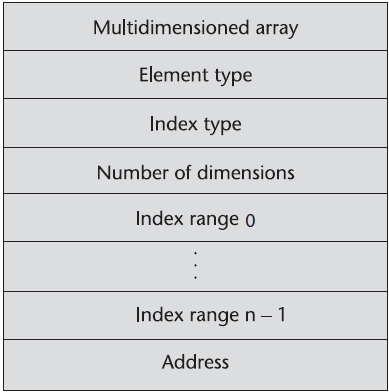 Multidimensioned array
Element type
Index type
Number of dimensions
Index range 0
⋮
Index range n – 1
Address